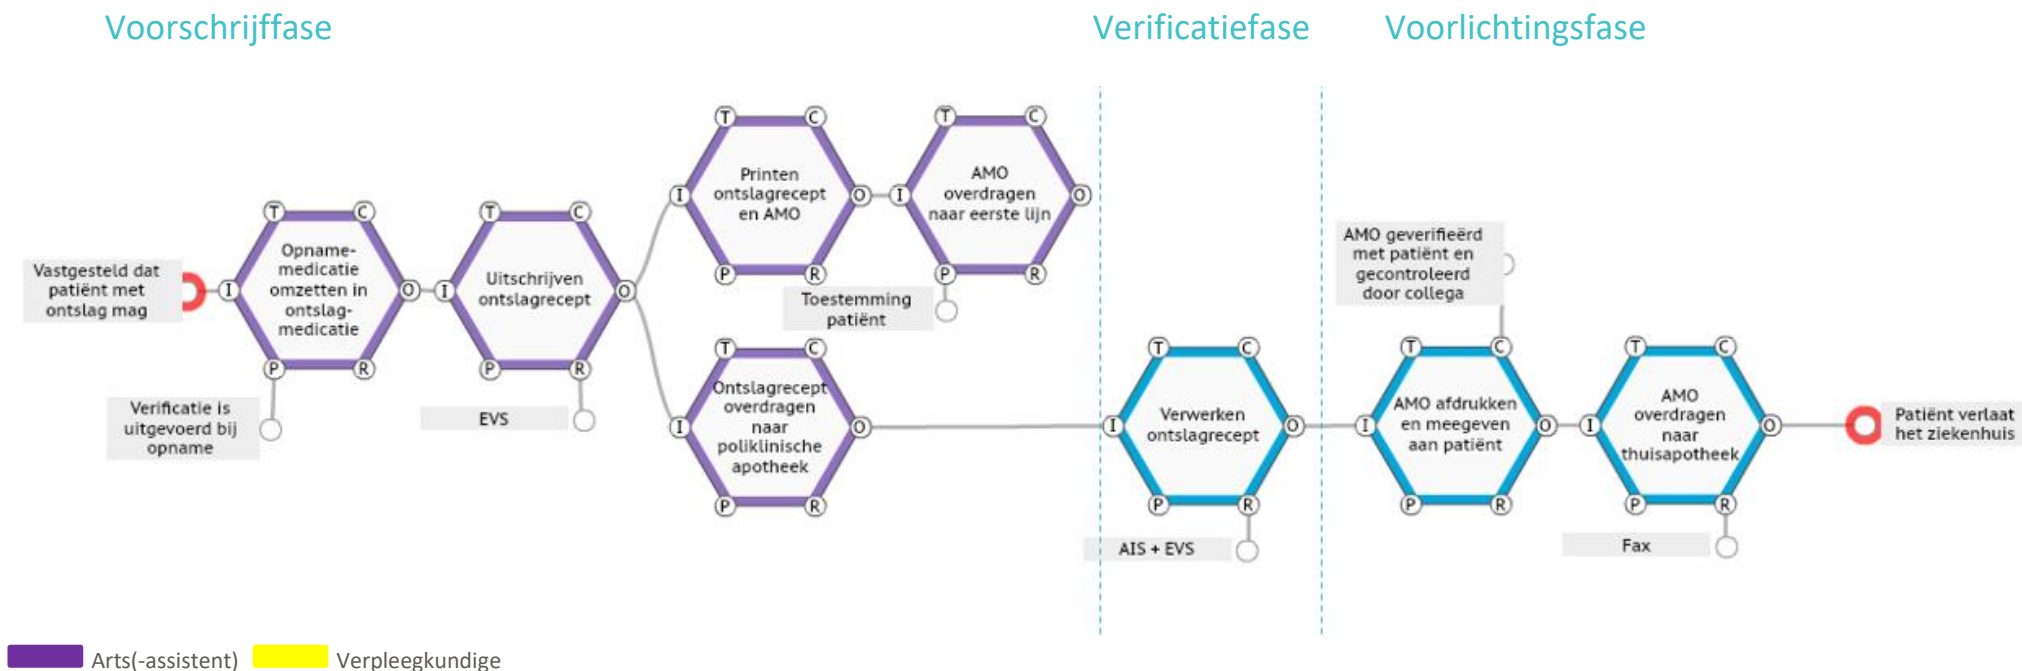 Voorschrijffase
Verificatiefase
Voorlichtingsfase
Vastgesteld dat
patiënt met
ontslag mag
T
C
I
Opname-
medicatie
omzetten in
ontslag-
medicatie
O
P
R
Verificatie is
uitgevoerd bij
opname
T
C
I
Uitschrijven
ontslagrecept
O
P
R
EVS
T
C
I
Printen
ontslagrecept
en AMO
O
P
R
T
C
I
AMO
overdragen
naar eerste lijn
O
P
R
Toestemming
patiënt
T
C
I
Ontslagrecept
overdragen
naar
poliklinische
apotheek
O
P
R
T
C
I
Verwerken
ontslagrecept
O
P
R
AIS + EVS
AMO geverifieërd
met patiënt en
gecontroleerd
door collega
T
C
I
AMO afdrukken
en meegeven
aan patiënt
O
P
R
T
C
I
AMO
overdragen
naar
thuisapotheek
O
P
R
Fax
Patiënt verlaat
het ziekenhuis
Arts(-assistent)
Verpleegkundige